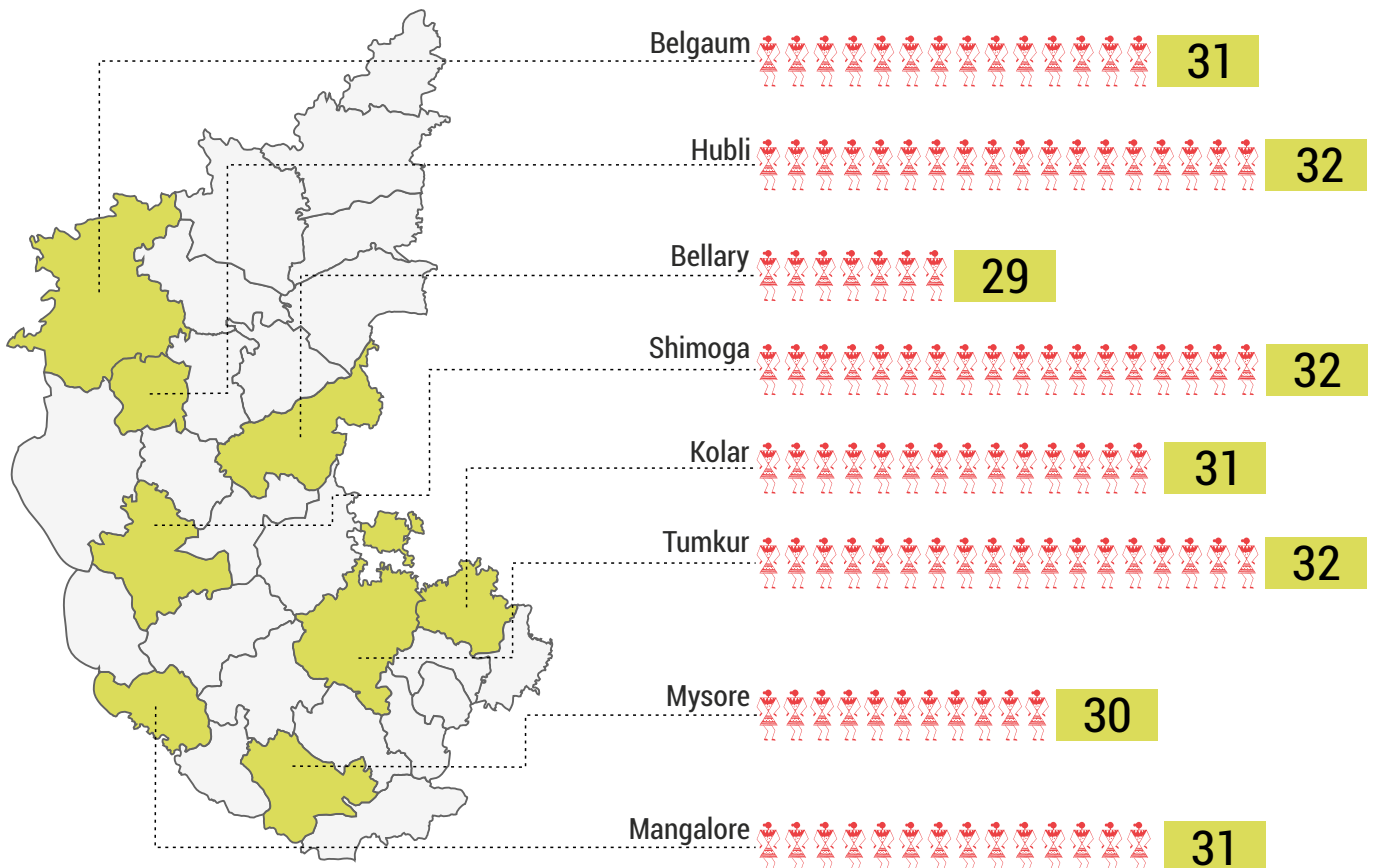 Belgaum 31
Hubli 32
Bellary 29
Shimoga 32
Kolar 31
Tumkur 32
Mysore 30
Mangalore 31